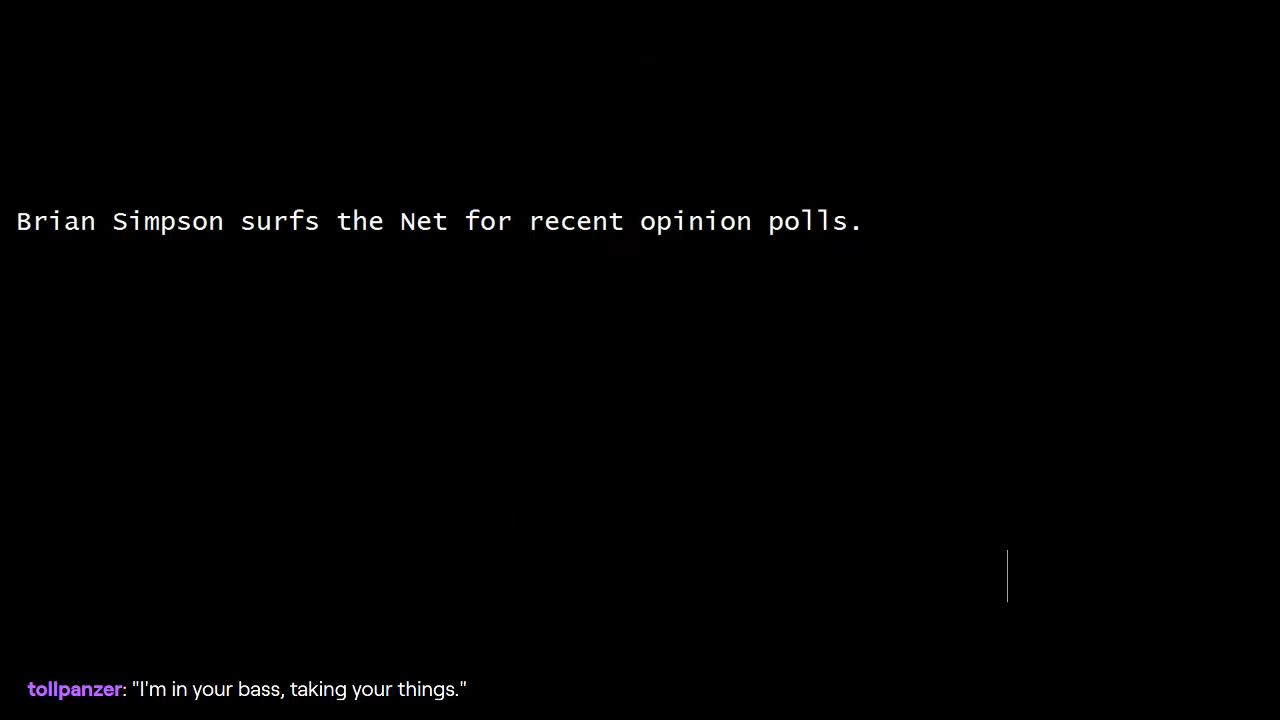 Brian Simpson surfs the Net for recent opinion polls.
tollpanzer: "I'm in your bass, taking your things."